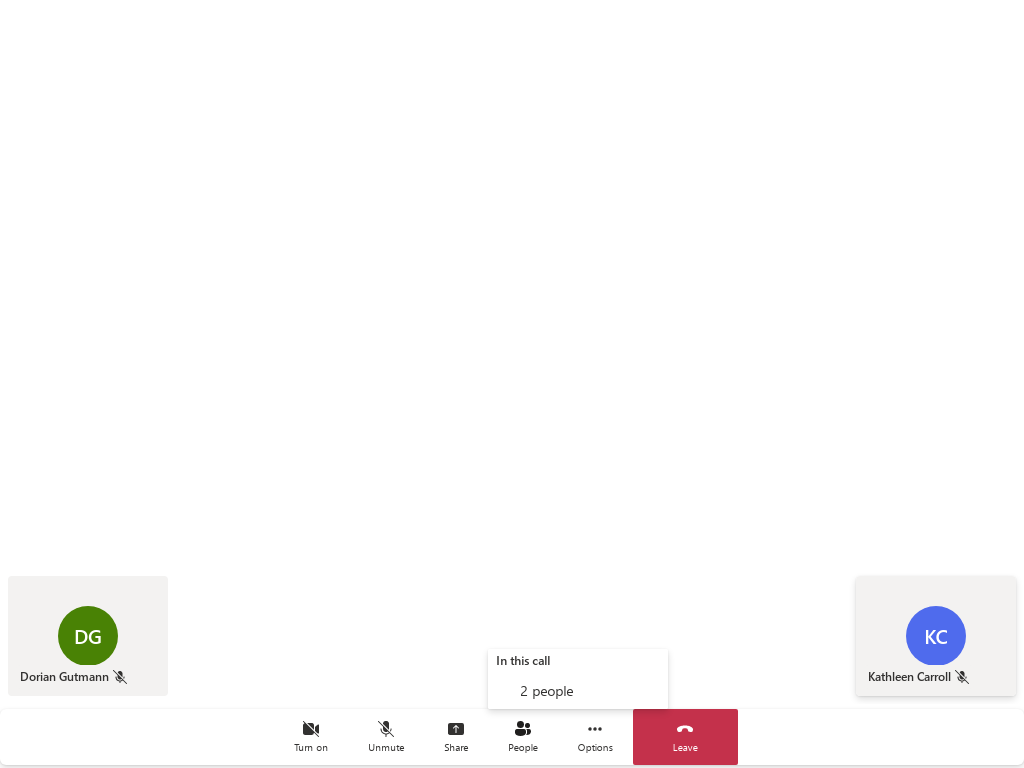 DG
Dorian Gutmann
KC
Kathleen Carroll
In this call
2 people
Turn on
Unmute
Share
People
Options
Leave